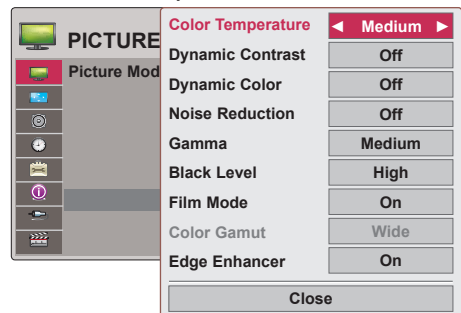 PICTURE
Picture Mod
Color Temperature ◄ Medium ►
Dynamic Contrast Off
Dynamic Color Off
Noise Reduction Off
Gamma Medium
Black Level High
Film Mode On
Color Gamut Wide
Edge Enhancer On
Close